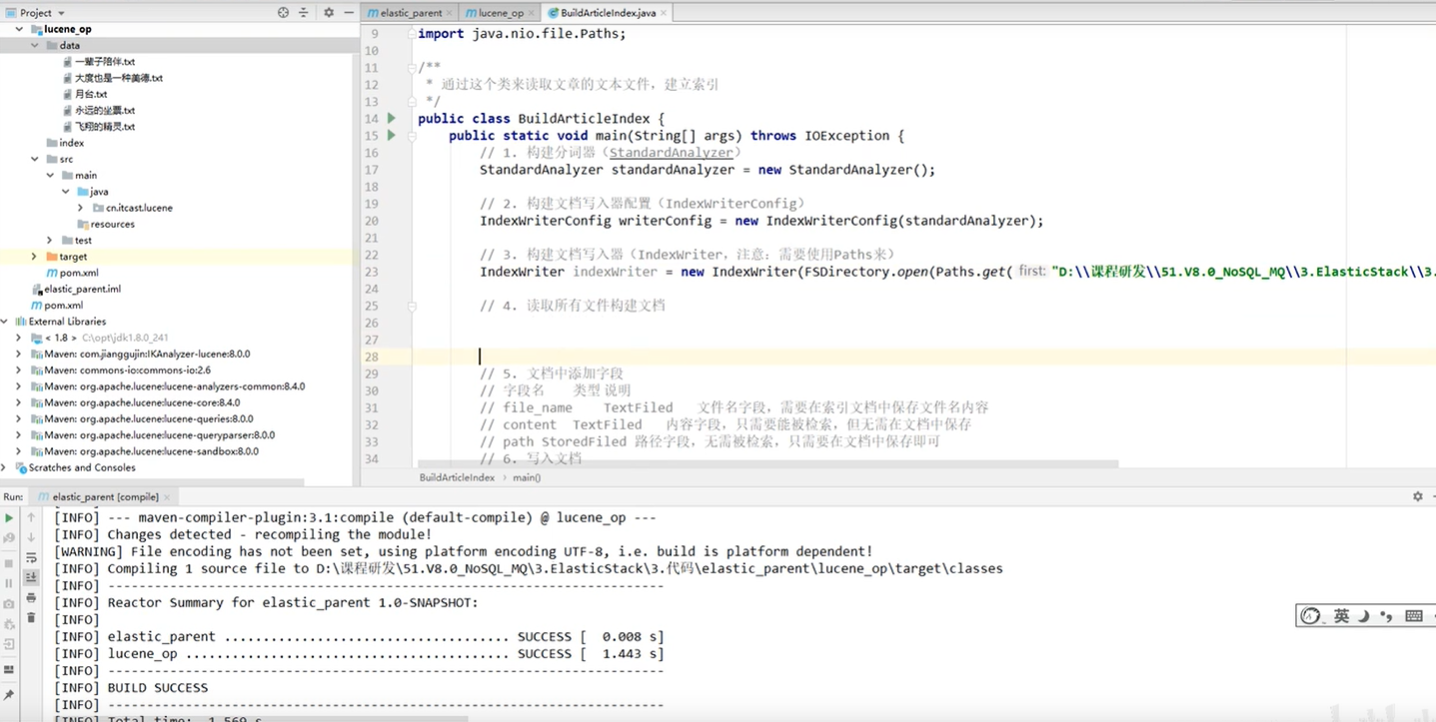 Project
elastic_parent
lucene_op
BuildArticleIndex.java
lucene_op
data
一辈子陪伴.txt
大度也是一种美德.txt
月台.txt
永远的坐票.txt
飞翔的精灵.txt
index
src
main
java
cn.itcast.lucene
resources
test
target
pom.xml
elastic_parent.iml
pom.xml
External Libraries
< 1.8 > C:\opt\jdk1.8.0_241
Maven: com.jianggujin:IKAnalyzer-lucene:8.0.0
Maven: commons-io:commons-io:2.6
Maven: org.apache.lucene:lucene-analyzers-common:8.4.0
Maven: org.apache.lucene:lucene-core:8.4.0
Maven: org.apache.lucene:lucene-queries:8.0.0
Maven: org.apache.lucene:lucene-queryparser:8.0.0
Maven: org.apache.lucene:lucene-sandbox:8.0.0
Scratches and Consoles
9 import java.nio.file.Paths;
10
11 /**
12 * 通过这个类来读取文章的文本文件，建立索引
13 */
14 public class BuildArticleIndex {
15 public static void main(String[] args) throws IOException {
16 // 1. 构建分词器（StandardAnalyzer）
17 StandardAnalyzer standardAnalyzer = new StandardAnalyzer();
18
19 // 2. 构建文档写入器配置（IndexWriterConfig）
20 IndexWriterConfig writerConfig = new IndexWriterConfig(standardAnalyzer);
21
22 // 3. 构建文档写入器（IndexWriter，注意：需要使用Paths来）
23 IndexWriter indexWriter = new IndexWriter(FSDirectory.open(Paths.get( first: "D:\\课程研发\\51.V8.0_NoSQL_MQ\\3.ElasticStack\\3.
24
25 // 4. 读取所有文件构建文档
26
27
28
29 // 5. 文档中添加字段
30 // 字段名 类型 说明
31 // file_name TextFiled 文件名字段，需要在索引文档中保存文件名内容
32 // content TextFiled 内容字段，只需要能被检索，但无需在文档中保存
33 // path StoredFiled 路径字段，无需被检索，只需要在文档中保存即可
34 // 6. 写入文档
BuildArticleIndex › main()
Run: elastic_parent [compile]
[INFO] --- maven-compiler-plugin:3.1:compile (default-compile) @ lucene_op ---
[INFO] Changes detected - recompiling the module!
[WARNING] File encoding has not been set, using platform encoding UTF-8, i.e. build is platform dependent!
[INFO] Compiling 1 source file to D:\课程研发\51.V8.0_NoSQL_MQ\3.ElasticStack\3.代码\elastic_parent\lucene_op\target\classes
[INFO] ------------------------------------------------------------------------
[INFO] Reactor Summary for elastic_parent 1.0-SNAPSHOT:
[INFO]
[INFO] elastic_parent ..................................... SUCCESS [ 0.008 s]
[INFO] lucene_op .......................................... SUCCESS [ 1.443 s]
[INFO] ------------------------------------------------------------------------
[INFO] BUILD SUCCESS
[INFO] ------------------------------------------------------------------------
[INFO] Total time: 1.569 s
英